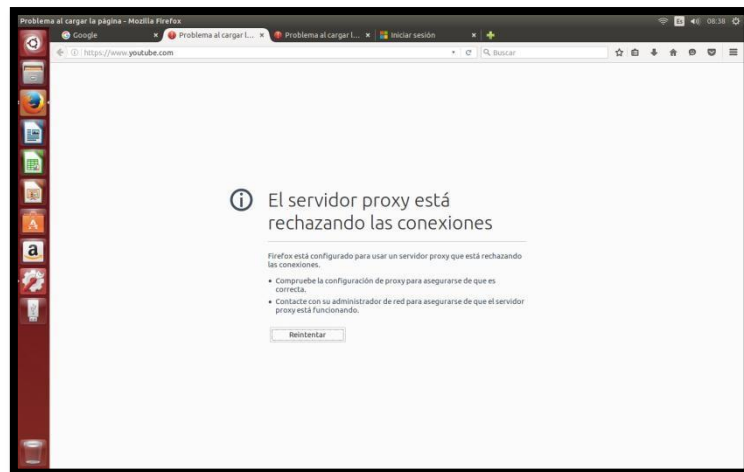 Problema al cargar la página - Mozilla Firefox
Es
08:38
Google
Problema al cargar l...
Problema al cargar l...
Iniciar sesión
https://www.youtube.com
Buscar
El servidor proxy está
rechazando las conexiones
Firefox está configurado para usar un servidor proxy que está rechazando
las conexiones.
• Compruebe la configuración de proxy para asegurarse de que es
correcta.
• Contacte con su administrador de red para asegurarse de que el servidor
proxy está funcionando.
Reintentar